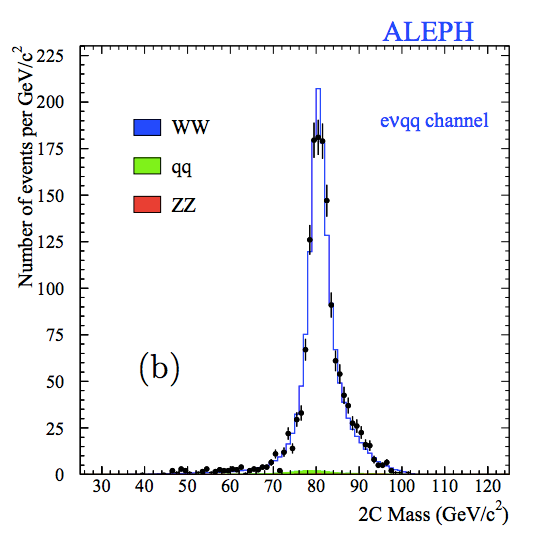 ALEPH
Number of events per GeV/c²
225
200
175
150
125
100
75
50
25
0
eνqq channel
WW
qq
ZZ
(b)
30 40 50 60 70 80 90 100 110 120
2C Mass (GeV/c²)